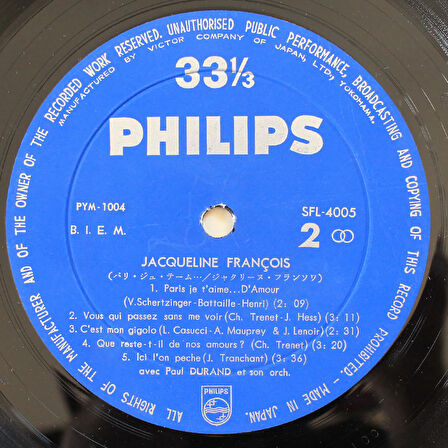 ALL RIGHTS OF THE MANUFACTURER AND OF THE OWNER OF THE RECORDED WORK RESERVED. UNAUTHORISED PUBLIC PERFORMANCE, BROADCASTING AND COPYING OF THIS RECORD PROHIBITED.- MADE IN JAPAN.
MANUFACTURED BY VICTOR COMPANY OF JAPAN, LTD., YOKOHAMA.
33⅓
PHILIPS
PYM-1004
SFL-4005
B. I. E. M.
2
JACQUELINE FRANÇOIS
(パリ・ジュ・テーム…/ジャクリーヌ・フランソワ)
1. Paris je t'aime...D'Amour
(V.Schertzinger-Battaille-Henri) (2: 09)
2. Vous qui passez sans me voir (Ch. Trenet-J. Hess) (3: 11)
3. C'est mon gigolo (L. Casucci-A. Mauprey & J. Lenoir) (2: 31)
4. Que reste-t-il de nos amours? (Ch. Trenet) (3: 20)
5. Ici l'on peche (J. Tranchant) (3: 36)
avec Paul DURAND et son orch.
PHILIPS